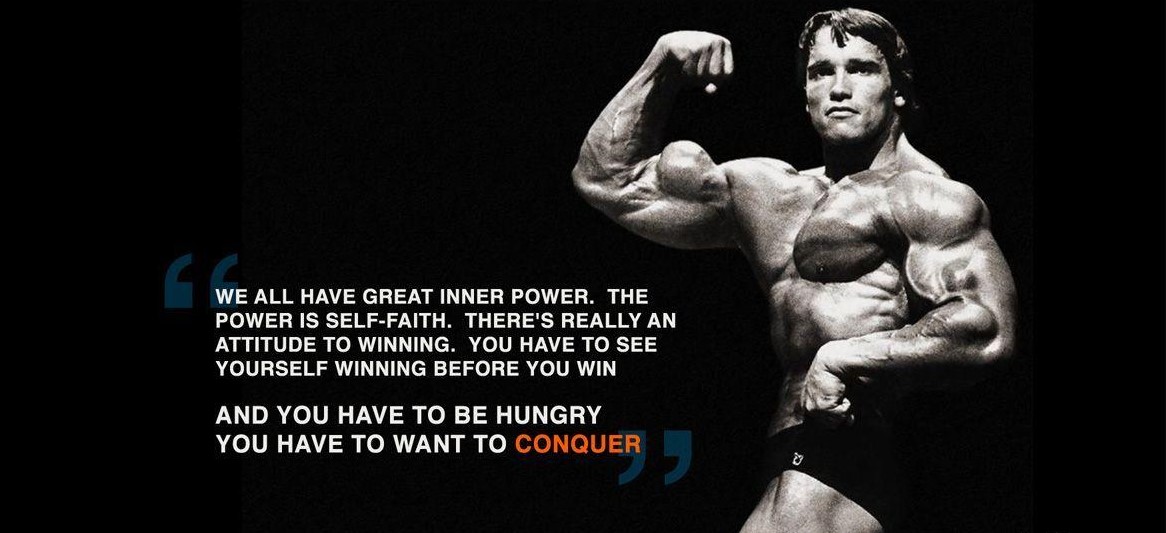 WE ALL HAVE GREAT INNER POWER. THE
POWER IS SELF-FAITH. THERE'S REALLY AN
ATTITUDE TO WINNING. YOU HAVE TO SEE
YOURSELF WINNING BEFORE YOU WIN
AND YOU HAVE TO BE HUNGRY
YOU HAVE TO WANT TO CONQUER